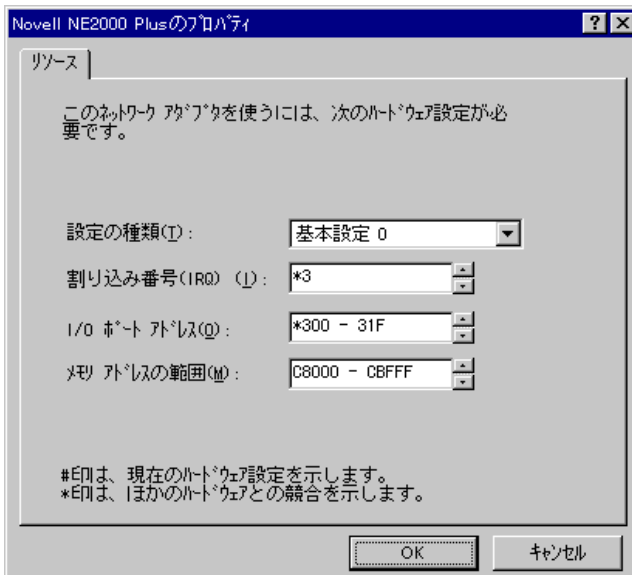 Novell NE2000 Plusのﾌﾟﾛﾊﾟﾃｨ
ﾘｿｰｽ
このﾈｯﾄﾜｰｸ ｱﾀﾞﾌﾟﾀを使うには、次のﾊｰﾄﾞｳｪｱ設定が必
要です。
設定の種類(T):
基本設定 0
割り込み番号(IRQ) (I):
*3
I/O ﾎﾟｰﾄ ｱﾄﾞﾚｽ(O):
*300 - 31F
ﾒﾓﾘ ｱﾄﾞﾚｽの範囲(M):
C8000 - CBFFF
#印は、現在のﾊｰﾄﾞｳｪｱ設定を示します。
*印は、ほかのﾊｰﾄﾞｳｪｱとの競合を示します。
OK
ｷｬﾝｾﾙ